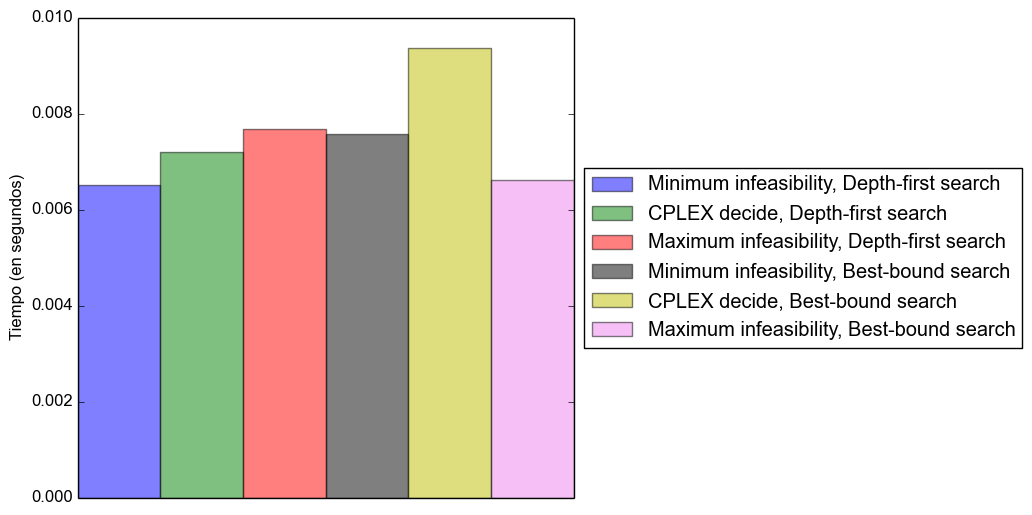 0.010
0.008
0.006
0.004
0.002
0.000
Tiempo (en segundos)
Minimum infeasibility, Depth-first search
CPLEX decide, Depth-first search
Maximum infeasibility, Depth-first search
Minimum infeasibility, Best-bound search
CPLEX decide, Best-bound search
Maximum infeasibility, Best-bound search